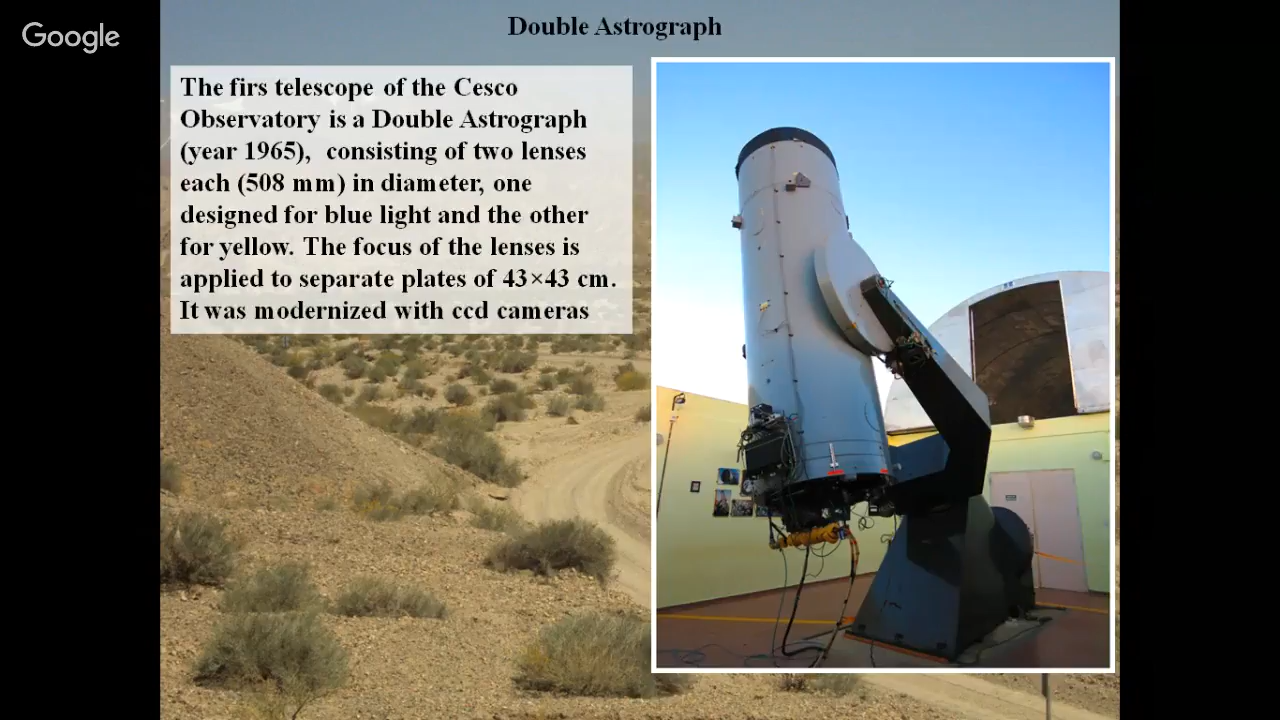 Google
Double Astrograph
The firs telescope of the Cesco
Observatory is a Double Astrograph
(year 1965),  consisting of two lenses
each (508 mm) in diameter, one
designed for blue light and the other
for yellow. The focus of the lenses is
applied to separate plates of 43×43 cm.
It was modernized with ccd cameras